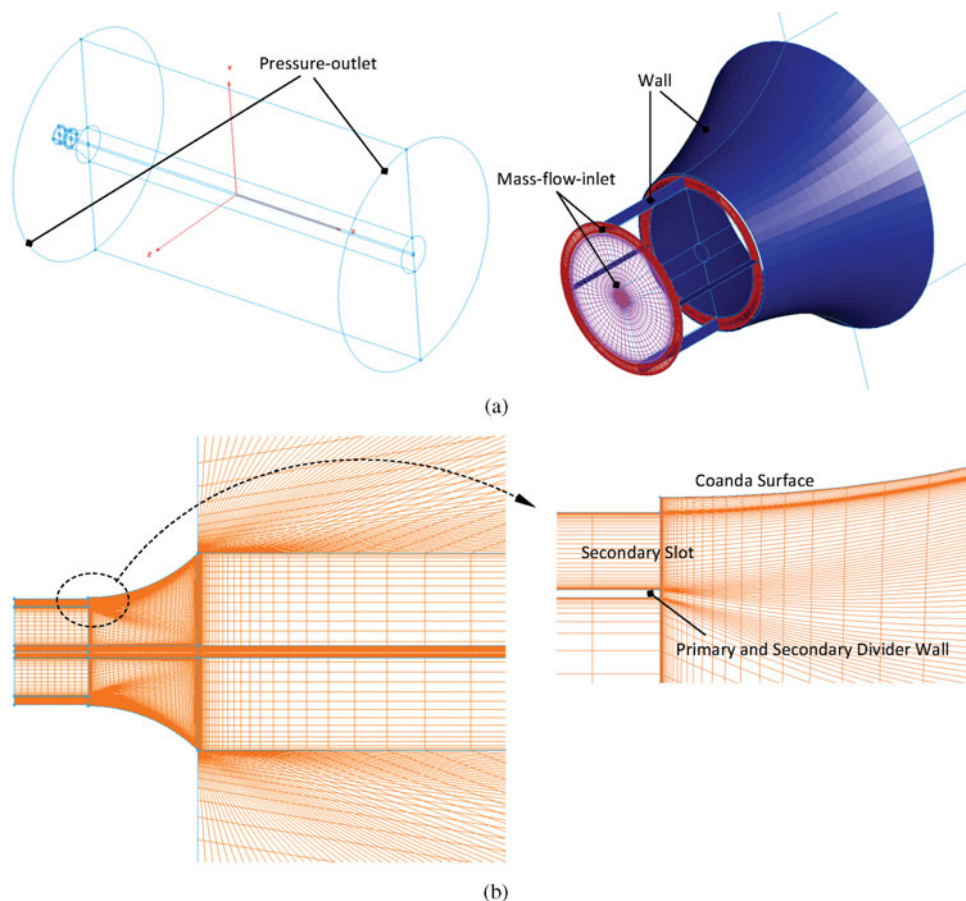 Pressure-outlet
Y
X
Z
Wall
Mass-flow-inlet
(a)
Coanda Surface
Secondary Slot
Primary and Secondary Divider Wall
(b)